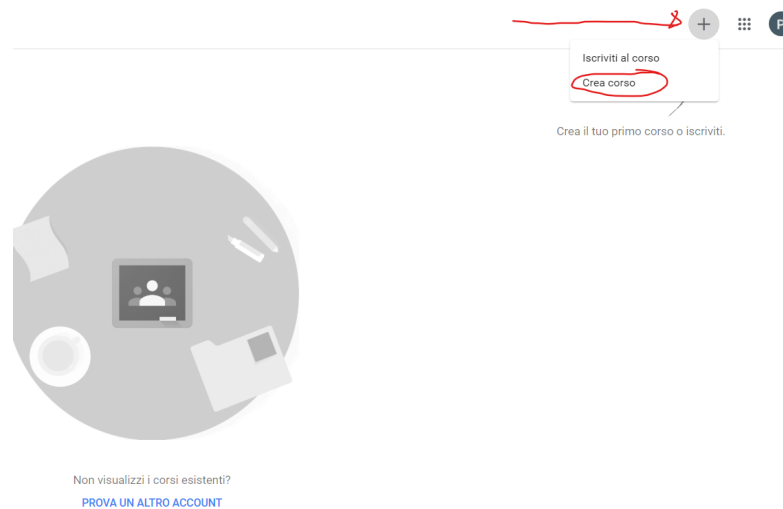 Iscriviti al corso
Crea corso
Crea il tuo primo corso o iscriviti.
Non visualizzi i corsi esistenti?
PROVA UN ALTRO ACCOUNT